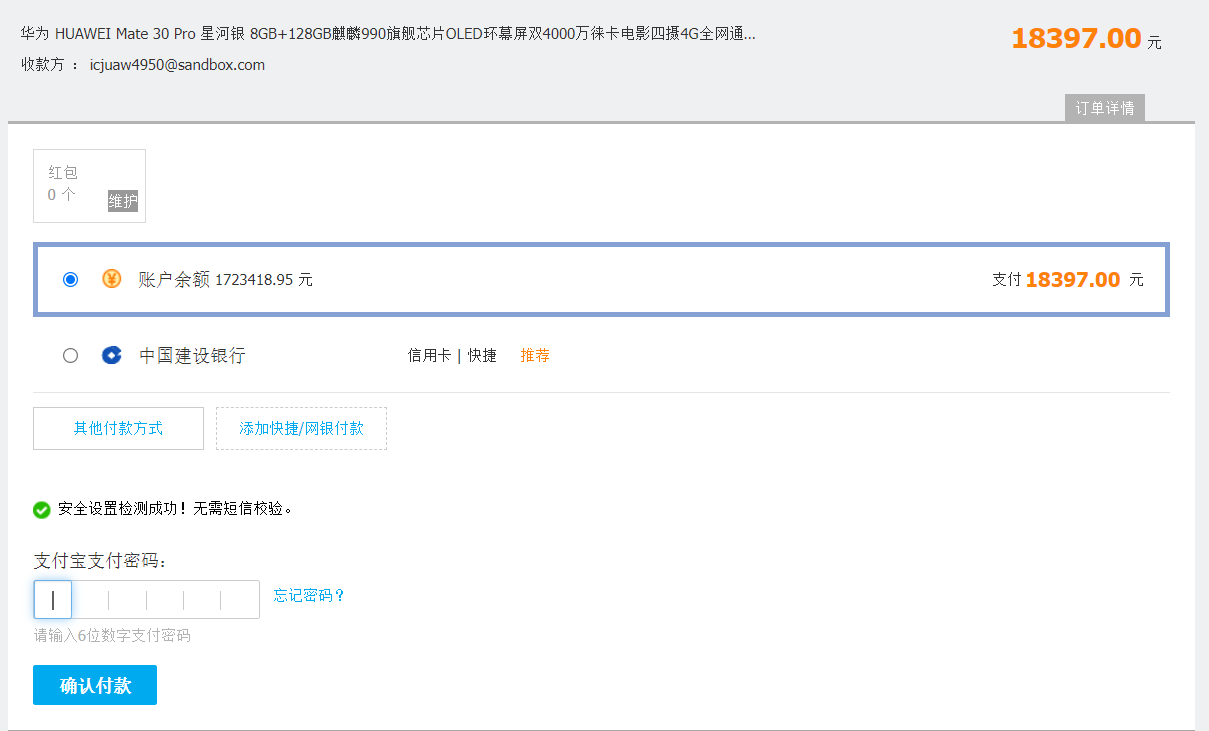 华为 HUAWEI Mate 30 Pro 星河银 8GB+128GB麒麟990旗舰芯片OLED环幕屏双4000万徕卡电影四摄4G全网通...
18397.00 元
收款方 : icjuaw4950@sandbox.com
订单详情
红包
0 个
维护
账户余额 1723418.95 元
支付 18397.00 元
中国建设银行
信用卡 | 快捷 推荐
其他付款方式
添加快捷/网银付款
安全设置检测成功！无需短信校验。
支付宝支付密码：
忘记密码？
请输入6位数字支付密码
确认付款